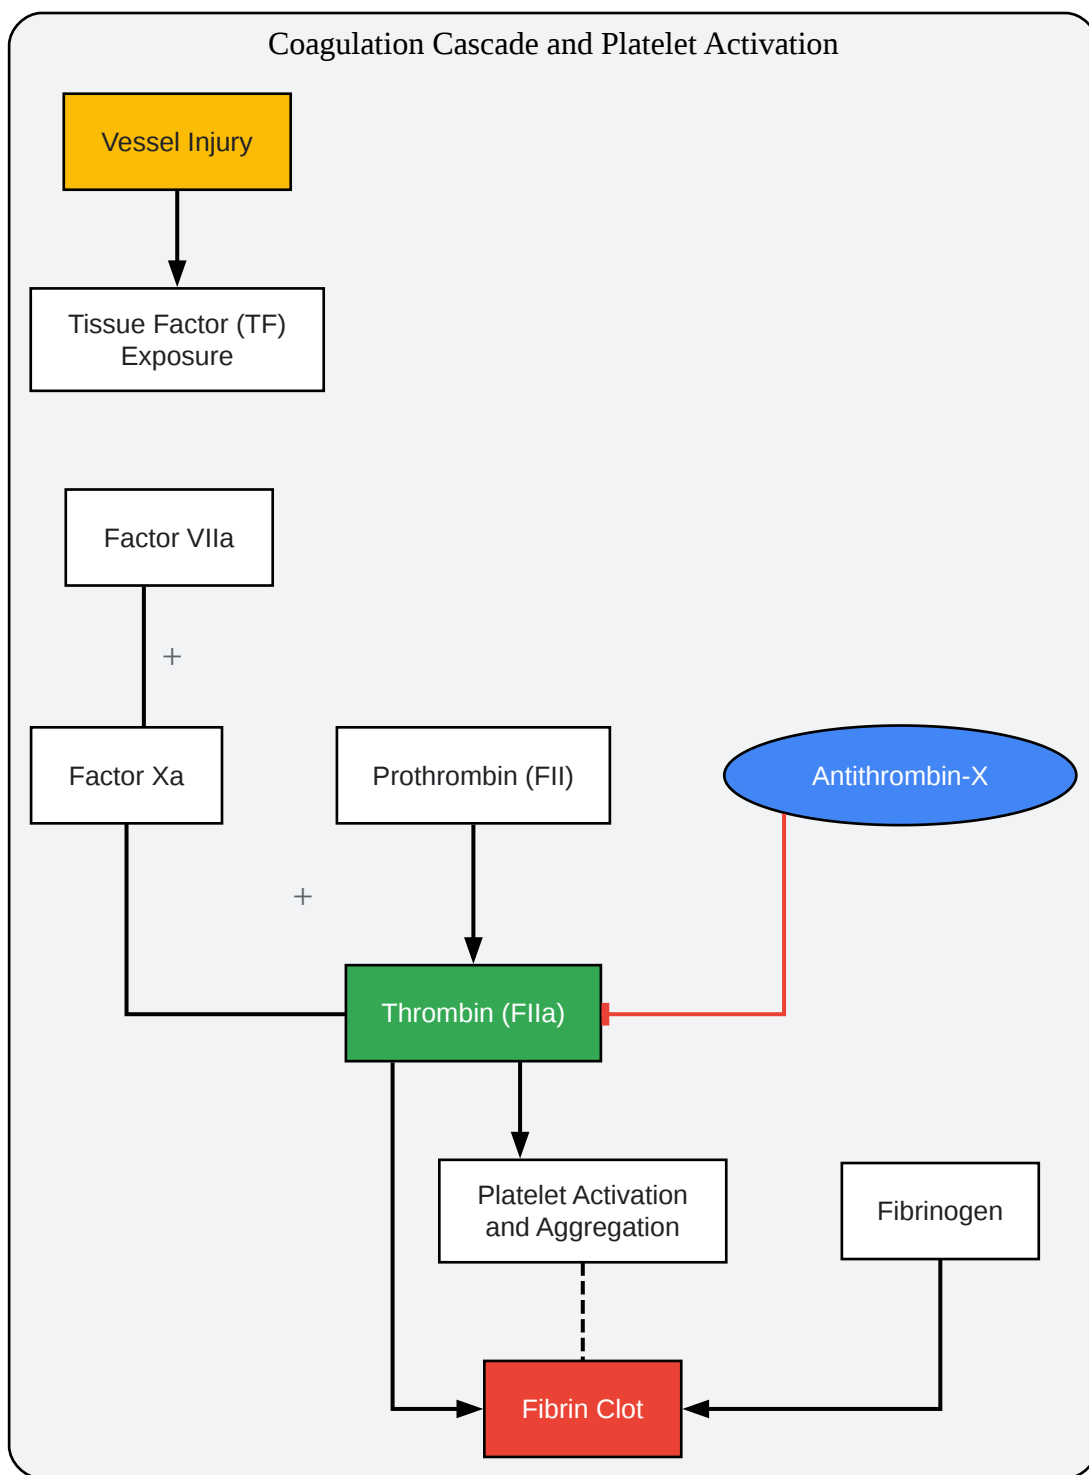 Coagulation Cascade and Platelet Activation
Vessel Injury
Tissue Factor (TF)
Exposure
Factor VIIa
+
Factor Xa
Prothrombin (FII)
Antithrombin-X
+
Thrombin (FIIa)
Platelet Activation
and Aggregation
Fibrinogen
Fibrin Clot